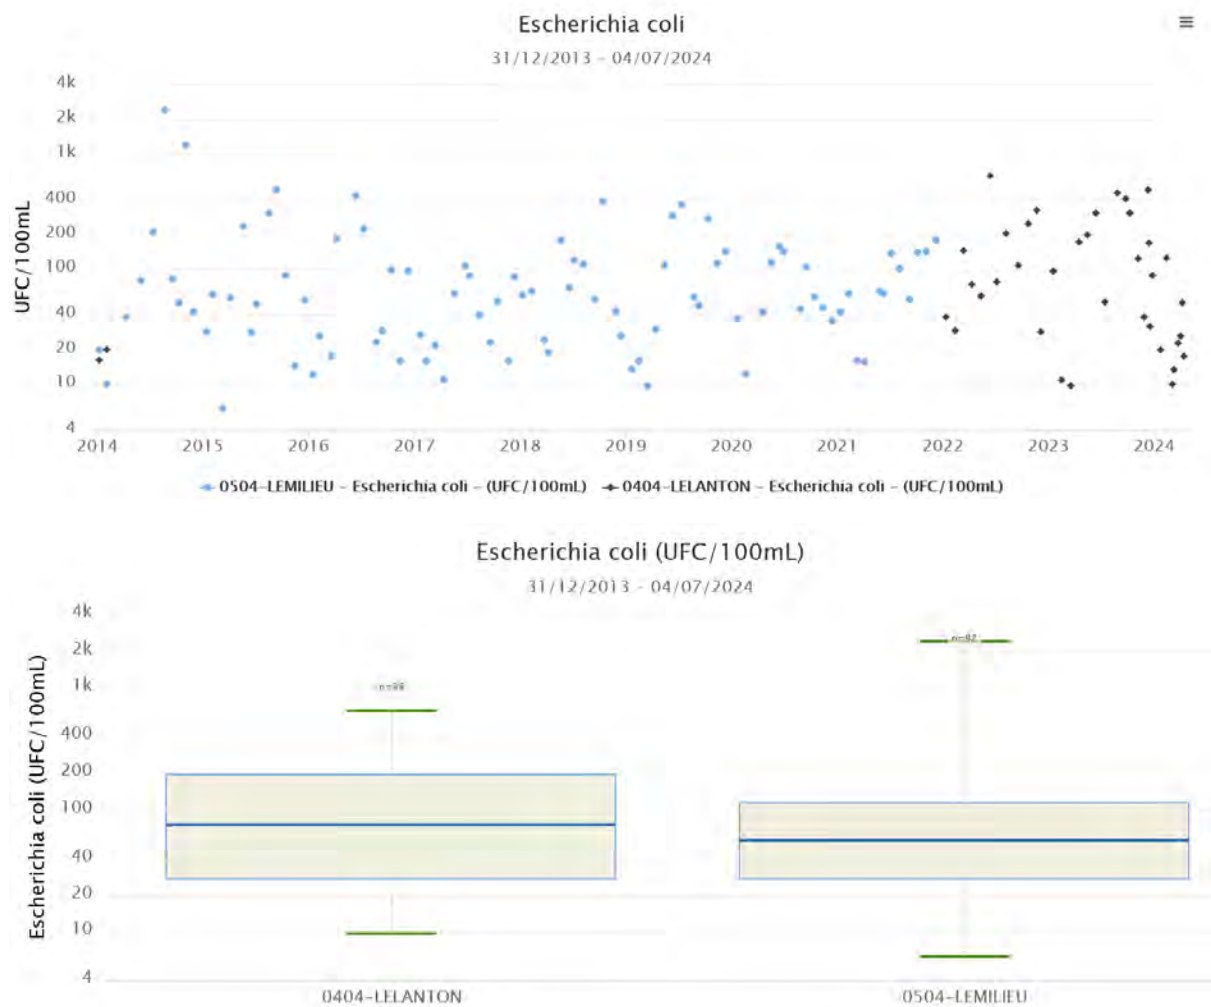 Escherichia coli
31/12/2013 - 04/07/2024
4k
2k
1k
400
200
100
40
20
10
4
UFC/100mL
2014 2015 2016 2017 2018 2019 2020 2021 2022 2023 2024
0504-LEMILIEU - Escherichia coli - (UFC/100mL) 0404-LELANTON - Escherichia coli - (UFC/100mL)
Escherichia coli (UFC/100mL)
31/12/2013 - 04/07/2024
4k
2k
1k
400
200
100
40
20
10
4
Escherichia coli (UFC/100mL)
0404-LELANTON 0504-LEMILIEU